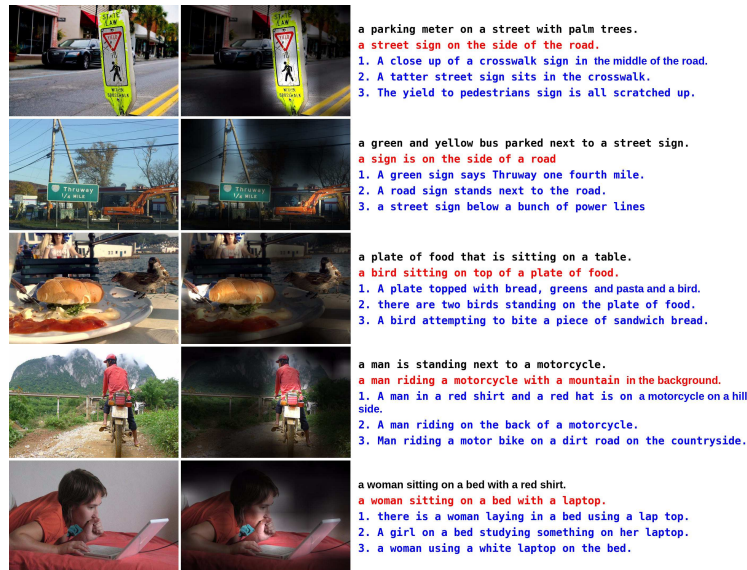 STATE LAW
YIELD
WITHIN CROSSWALK
a parking meter on a street with palm trees.
a street sign on the side of the road.
1. A close up of a crosswalk sign in the middle of the road.
2. A tatter street sign sits in the crosswalk.
3. The yield to pedestrians sign is all scratched up.
Thruway
1/4 MILE
a green and yellow bus parked next to a street sign.
a sign is on the side of a road
1. A green sign says Thruway one fourth mile.
2. A road sign stands next to the road.
3. a street sign below a bunch of power lines
a plate of food that is sitting on a table.
a bird sitting on top of a plate of food.
1. A plate topped with bread, greens and pasta and a bird.
2. there are two birds standing on the plate of food.
3. A bird attempting to bite a piece of sandwich bread.
a man is standing next to a motorcycle.
a man riding a motorcycle with a mountain in the background.
1. A man in a red shirt and a red hat is on a motorcycle on a hill
side.
2. A man riding on the back of a motorcycle.
3. Man riding a motor bike on a dirt road on the countryside.
a woman sitting on a bed with a red shirt.
a woman sitting on a bed with a laptop.
1. there is a woman laying in a bed using a lap top.
2. A girl on a bed studying something on her laptop.
3. a woman using a white laptop on the bed.